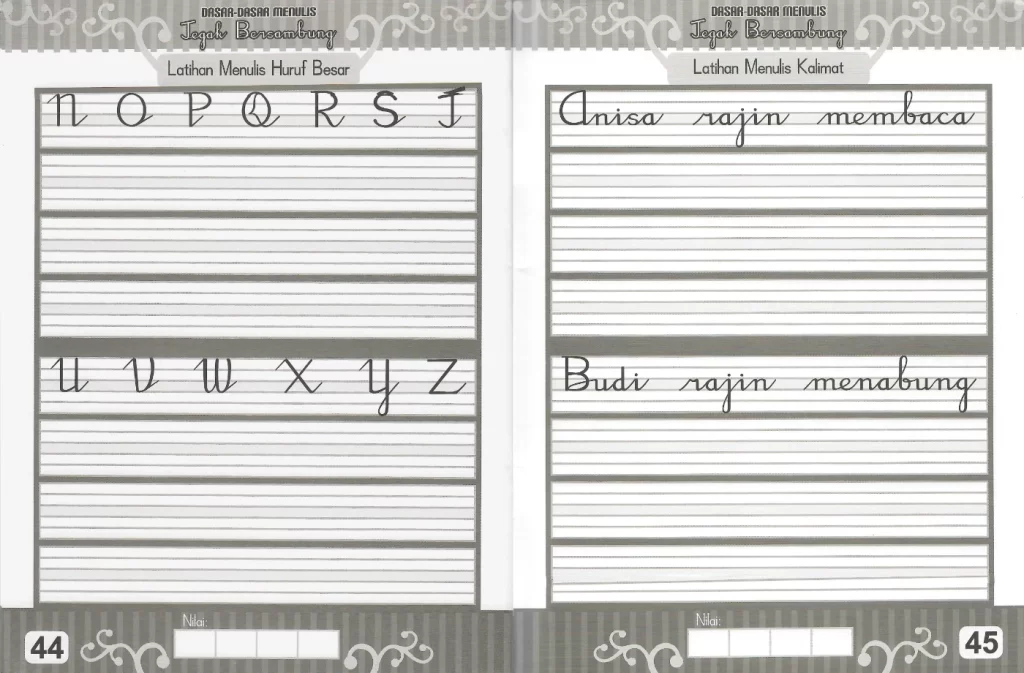 DASAR-DASAR MENULIS
Tegak Bersambung
Latihan Menulis Huruf Besar
N O P Q R S T
U V W X Y Z
Nilai:
44
DASAR-DASAR MENULIS
Tegak Bersambung
Latihan Menulis Kalimat
Anisa rajin membaca
Budi rajin menabung
Nilai:
45